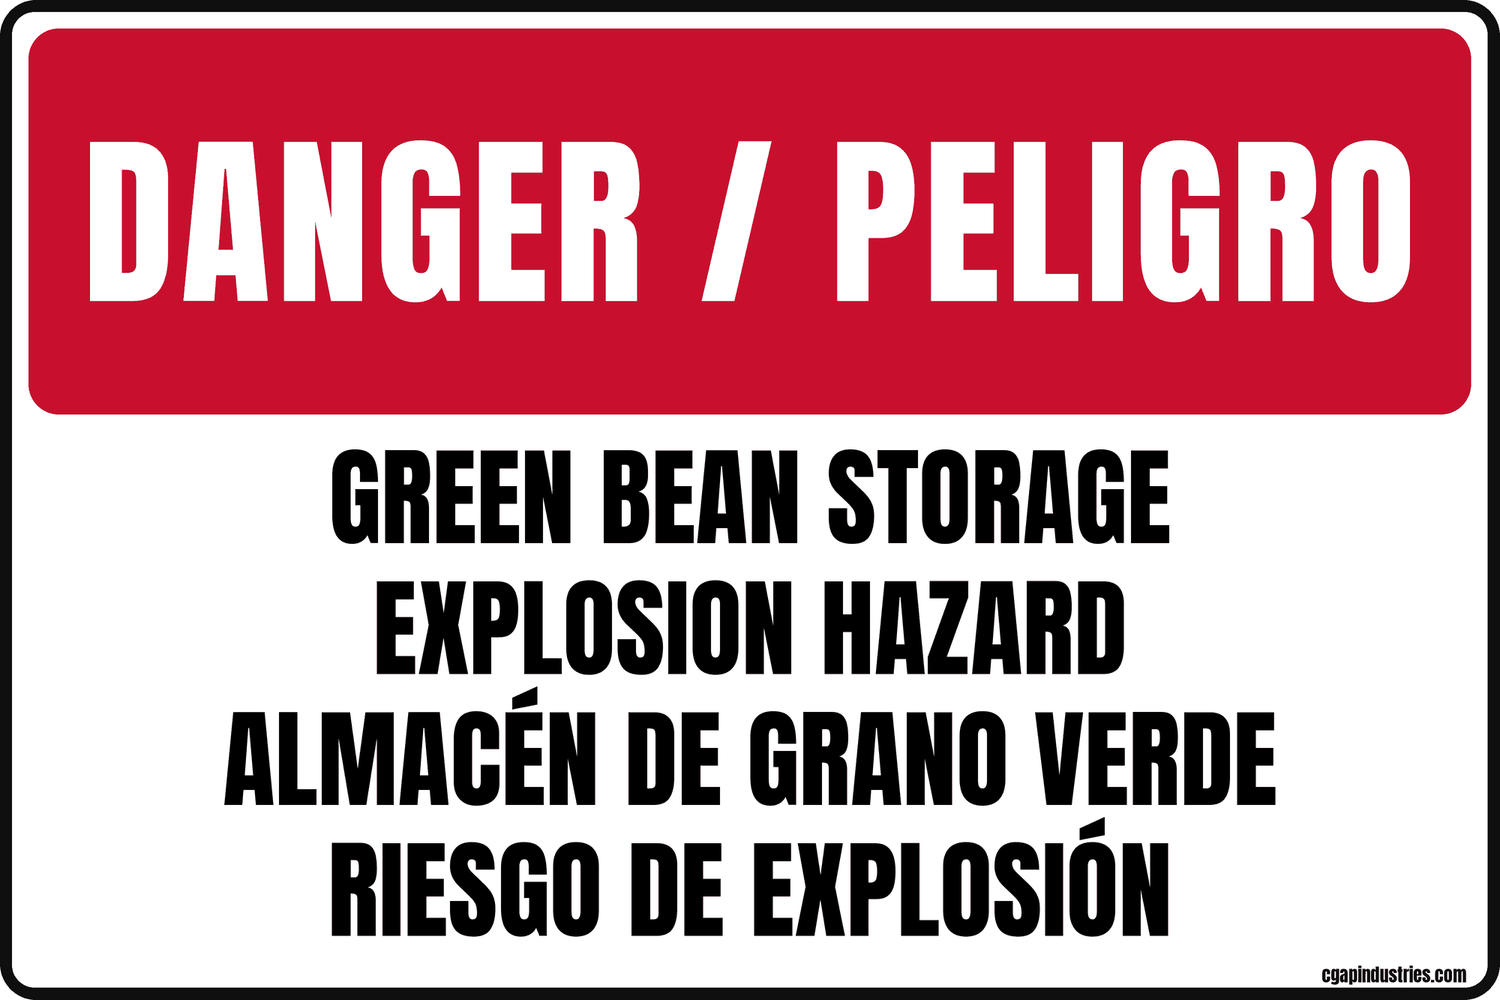 DANGER / PELIGRO
GREEN BEAN STORAGE
EXPLOSION HAZARD
ALMACÉN DE GRANO VERDE
RIESGO DE EXPLOSIÓN
cgapindustries.com